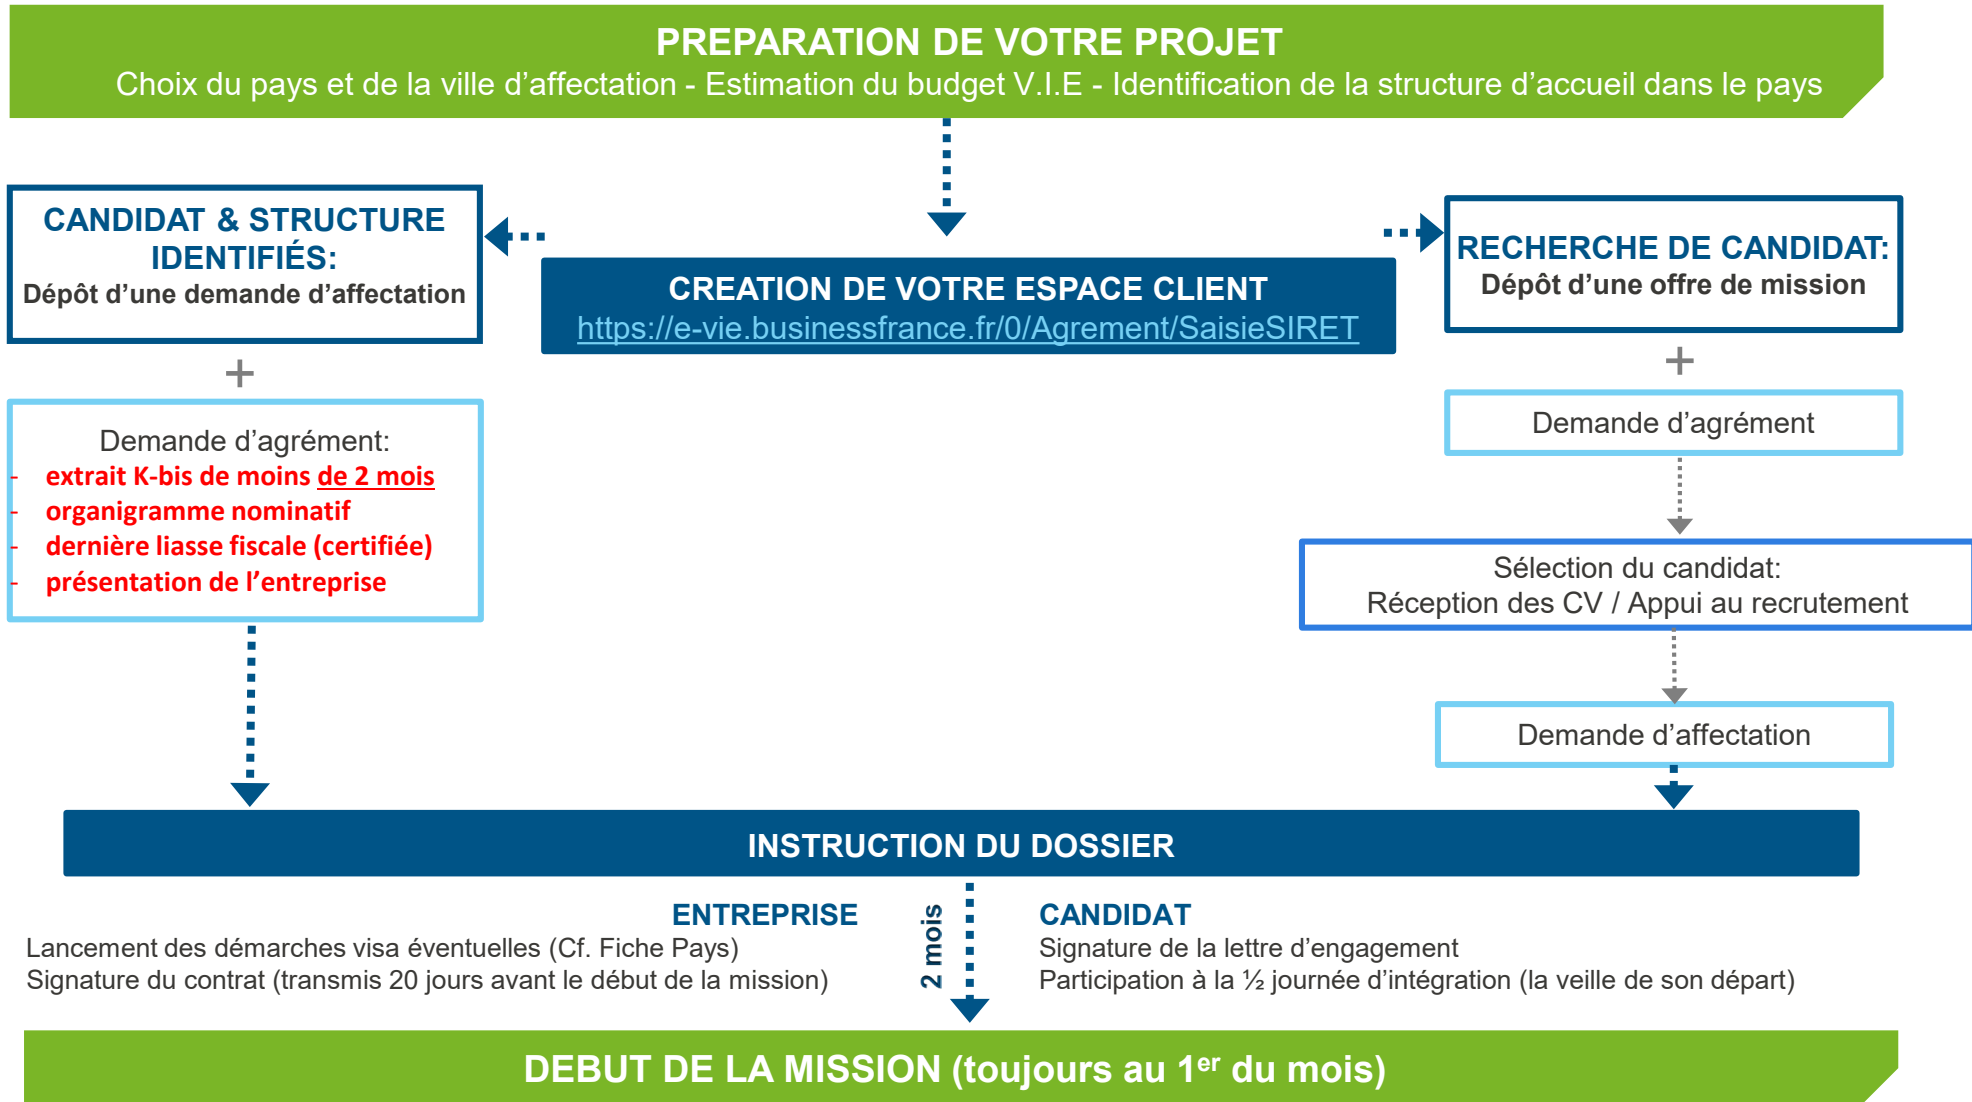 PREPARATION DE VOTRE PROJET
Choix du pays et de la ville d'affectation - Estimation du budget V.I.E - Identification de la structure d'accueil dans le pays
CANDIDAT & STRUCTURE
IDENTIFIÉS:
Dépôt d'une demande d'affectation
CREATION DE VOTRE ESPACE CLIENT
https://e-vie.businessfrance.fr/0/Agrement/SaisieSIRET
RECHERCHE DE CANDIDAT:
Dépôt d'une offre de mission
+
Demande d'agrément:
- extrait K-bis de moins de 2 mois
- organigramme nominatif
- dernière liasse fiscale (certifiée)
- présentation de l'entreprise
+
Demande d'agrément
Sélection du candidat:
Réception des CV / Appui au recrutement
Demande d'affectation
INSTRUCTION DU DOSSIER
ENTREPRISE
Lancement des démarches visa éventuelles (Cf. Fiche Pays)
Signature du contrat (transmis 20 jours avant le début de la mission)
2 mois
CANDIDAT
Signature de la lettre d'engagement
Participation à la ½ journée d'intégration (la veille de son départ)
DEBUT DE LA MISSION (toujours au 1er du mois)